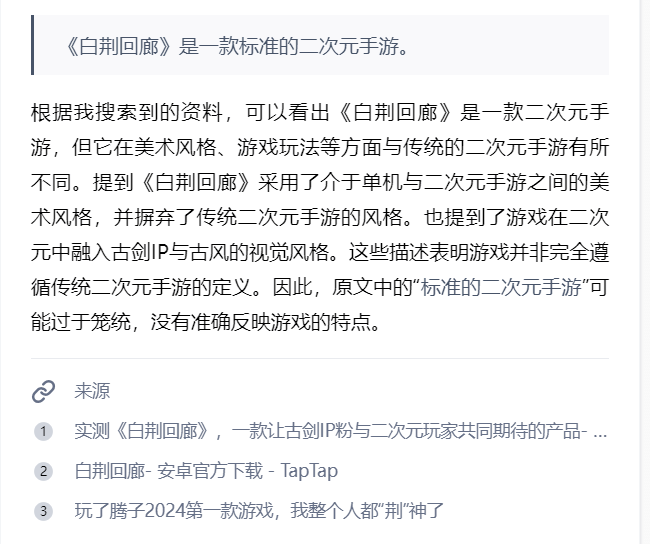 《白荆回廊》是一款标准的二次元手游。
根据我搜索到的资料，可以看出《白荆回廊》是一款二次元手
游，但它在美术风格、游戏玩法等方面与传统的二次元手游有所
不同。提到《白荆回廊》采用了介于单机与二次元手游之间的美
术风格，并摒弃了传统二次元手游的风格。也提到了游戏在二次
元中融入古剑IP与古风的视觉风格。这些描述表明游戏并非完全遵
循传统二次元手游的定义。因此，原文中的“标准的二次元手游”可
能过于笼统，没有准确反映游戏的特点。
来源
1 实测《白荆回廊》，一款让古剑IP粉与二次元玩家共同期待的产品- ...
2 白荆回廊- 安卓官方下载 - TapTap
3 玩了腾子2024第一款游戏，我整个人都“荆”神了